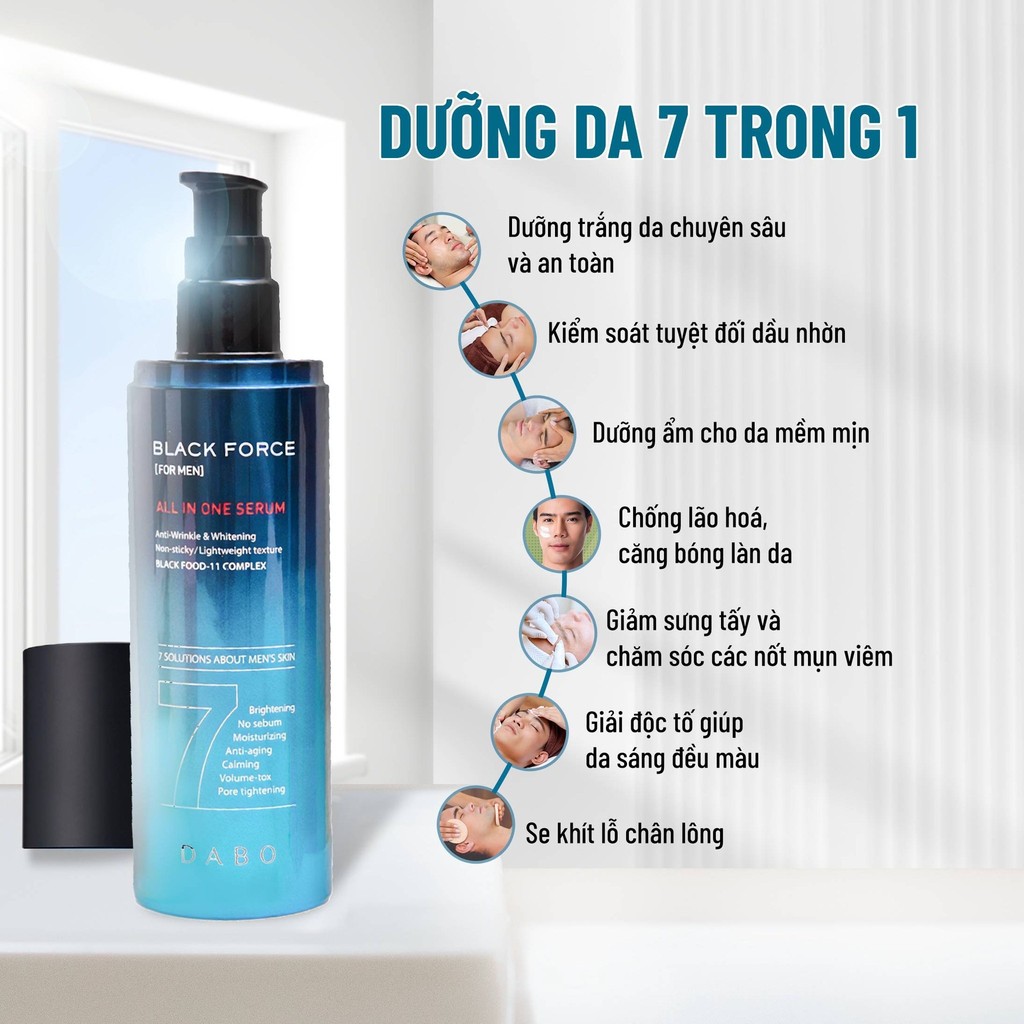 DƯỠNG DA 7 TRONG 1
Dưỡng trắng da chuyên sâu
và an toàn
Kiểm soát tuyệt đối dầu nhờn
Dưỡng ẩm cho da mềm mịn
Chống lão hoá,
căng bóng làn da
Giảm sưng tấy và
chăm sóc các nốt mụn viêm
Giải độc tố giúp
da sáng đều màu
Se khít lỗ chân lông
BLACK FORCE
[FOR MEN]
ALL IN ONE SERUM
Anti-Wrinkle & Whitening
Non-sticky/Lightweight texture
BLACK FOOD-11 COMPLEX
7 SOLUTIONS ABOUT MEN'S SKIN
7
Brightening
No sebum
Moisturizing
Anti-aging
Calming
Volume-tox
Pore tightening
DABO